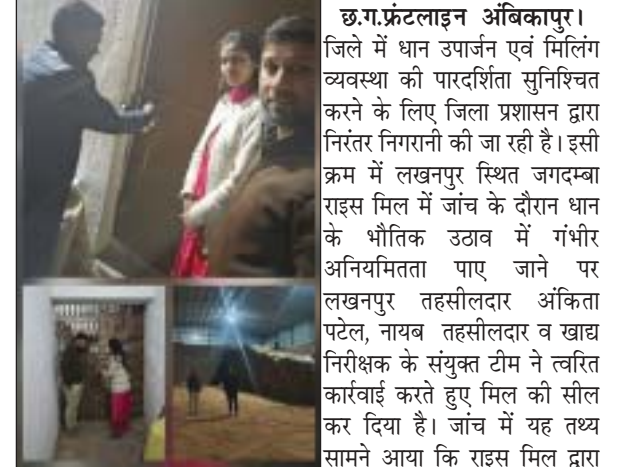 छ.ग.फ्रंटलाइन अंबिकापुर।
जिले में धान उपार्जन एवं मिलिंग
व्यवस्था की पारदर्शिता सुनिश्चित
करने के लिए जिला प्रशासन द्वारा
निरंतर निगरानी की जा रही है। इसी
क्रम में लखनपुर स्थित जगदम्बा
राइस मिल में जांच के दौरान धान
के भौतिक उठाव में गंभीर
अनियमितता पाए जाने पर
लखनपुर तहसीलदार अंकिता
पटेल, नायब तहसीलदार व खाद्य
निरीक्षक के संयुक्त टीम ने त्वरित
कार्रवाई करते हुए मिल की सील
कर दिया है। जांच में यह तथ्य
सामने आया कि राइस मिल द्वारा